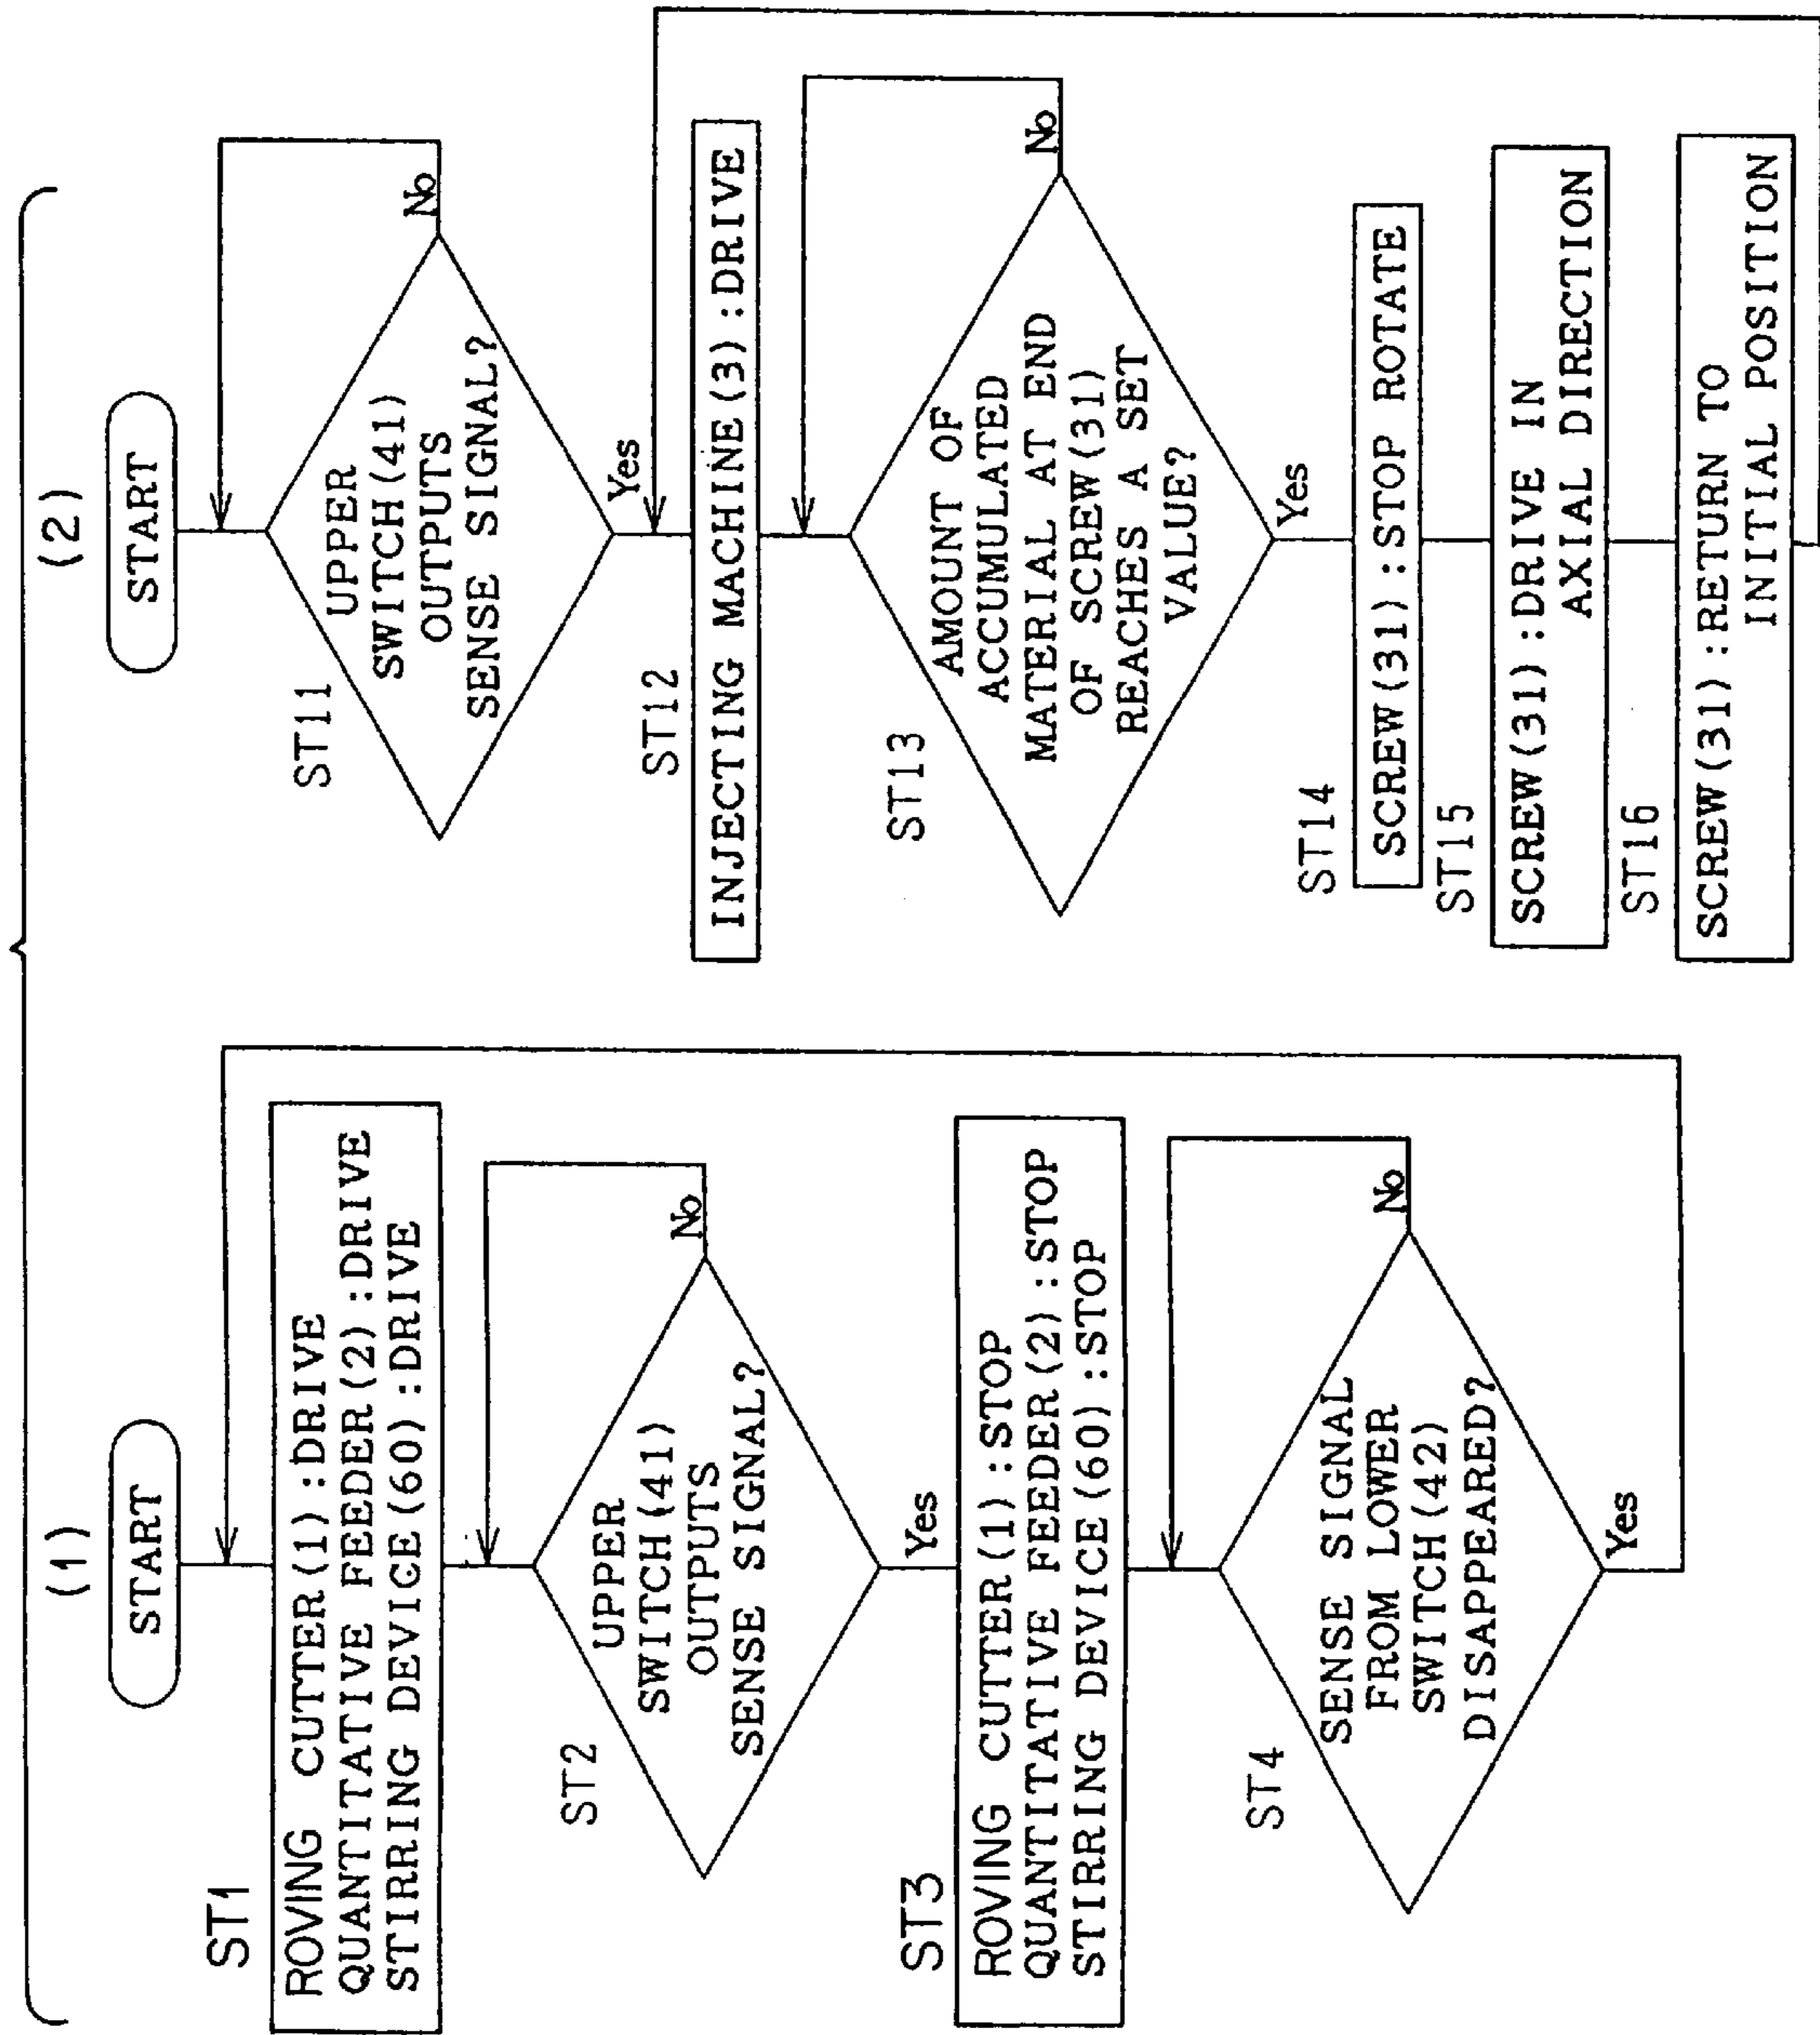 (1)
START
ST1
ROVING CUTTER(1):DRIVE
QUANTITATIVE FEEDER(2):DRIVE
STIRRING DEVICE(60):DRIVE
ST2
UPPER
SWITCH(41)
OUTPUTS
SENSE SIGNAL?
No
Yes
ST3
ROVING CUTTER(1):STOP
QUANTITATIVE FEEDER(2):STOP
STIRRING DEVICE(60):STOP
ST4
SENSE SIGNAL
FROM LOWER
SWITCH(42)
DISAPPEARED?
No
Yes
(2)
START
ST11
UPPER
SWITCH(41)
OUTPUTS
SENSE SIGNAL?
No
Yes
ST12
INJECTING MACHINE(3):DRIVE
ST13
AMOUNT OF
ACCUMULATED
MATERIAL AT END
OF SCREW(31)
REACHES A SET
VALUE?
No
Yes
ST14
SCREW(31):STOP ROTATE
ST15
SCREW(31):DRIVE IN
AXIAL DIRECTION
ST16
SCREW(31):RETURN TO
INITIAL POSITION